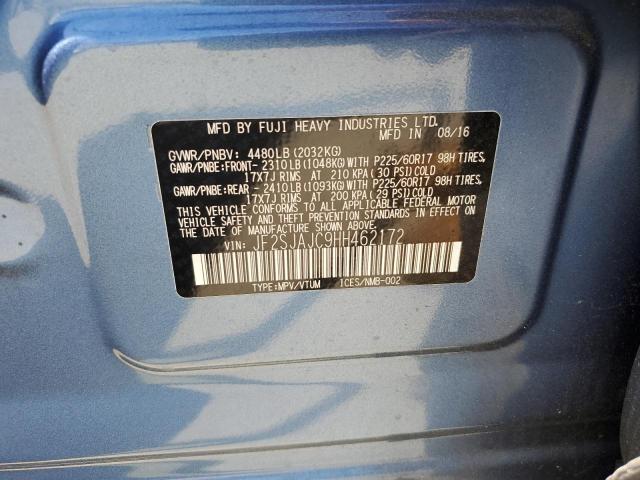 MFD BY FUJI HEAVY INDUSTRIES LTD.
MFD IN 08/16
GVWR/PNBV: 4480LB(2032KG)
GAWR/PNBE:FRONT- 2310LB(1048KG)WITH P225/60R17 98H TIRES,
17X7J RIMS AT 210 KPA(30 PSI)COLD
GAWR/PNBE:REAR - 2410LB(1093KG)WITH P225/60R17 98H TIRES,
17X7J RIMS AT 200 KPA(29 PSI)COLD
THIS VEHICLE CONFORMS TO ALL APPLICABLE FEDERAL MOTOR
VEHICLE SAFETY AND THEFT PREVENTION STANDARDS IN EFFECT ON
THE DATE OF MANUFACTURE SHOWN ABOVE.
VIN: JF2SJAJC9HH462172
TYPE:MPV/VTUM ICES/NMB-002